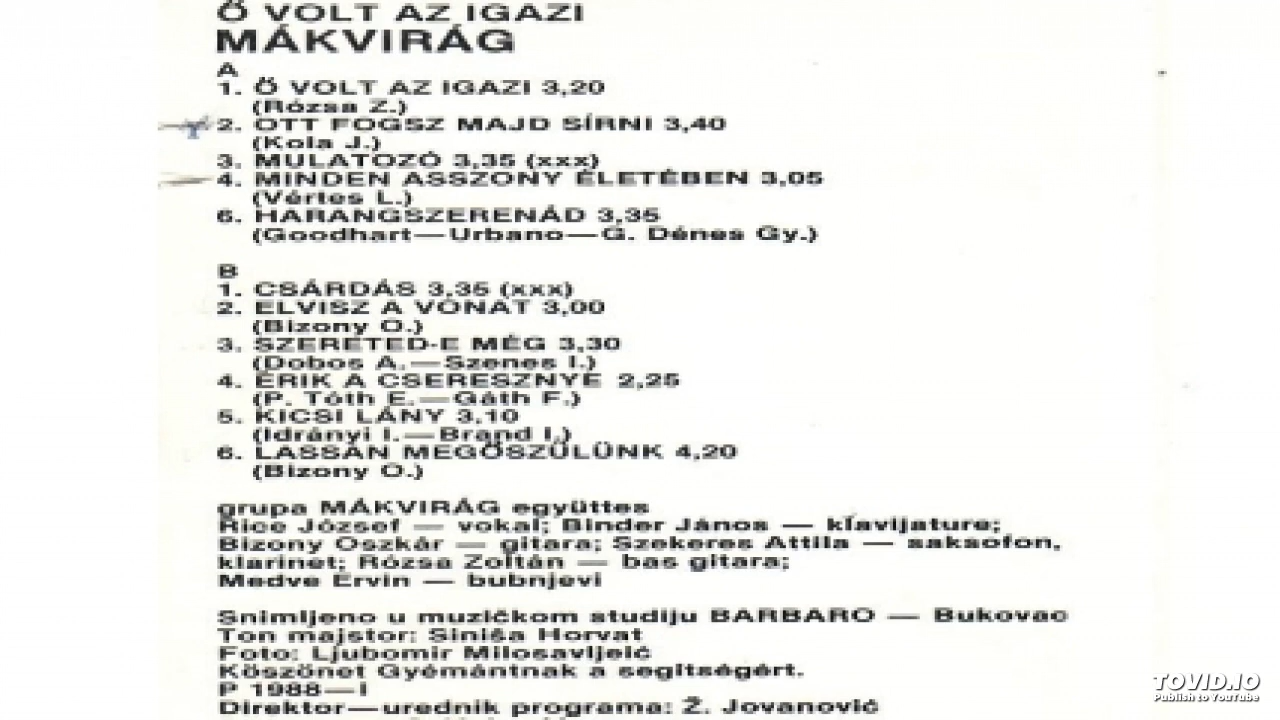 Ő VOLT AZ IGAZI
MÁKVIRÁG
A
1. Ő VOLT AZ IGAZI 3,20
(Rózsa Z.)
2. OTT FOGSZ MAJD SÍRNI 3,40
(Kola J.)
3. MULATOZÓ 3,35 (xxx)
4. MINDEN ASSZONY ÉLETÉBEN 3,05
(Vértes L.)
6. HARANGSZERENÁD 3,35
(Goodhart—Urbano—G. Dénes Gy.)
B
1. CSÁRDÁS 3,35 (xxx)
2. ELVISZ A VONAT 3,00
(Bizony O.)
3. SZERETED-E MÉG 3,30
(Dobos A.—Szenes I.)
4. ÉRIK A CSERESZNYE 2,25
(P. Tóth E.—Gáth F.)
5. KICSI LÁNY 3,10
(Idrányi I.—Brand I.)
6. LASSAN MEGŐSZÜLÜNK 4,20
(Bizony O.)
grupa MÁKVIRÁG együttes
Rice József — vokal; Binder János — klavijature;
Bizony Oszkár — gitara; Szekeres Attila — saksofon,
klarinet; Rózsa Zoltán — bas gitara;
Medve Ervin — bubnjevi
Snimljeno u muzičkom studiju BARBARO — Bukovac
Ton majstor: Siniša Horvat
Foto: Ljubomir Milosavljeić
Köszönet Gyémántnak a segitségért.
P 1988—I
Direktor—urednik programa: Ž. Jovanović
TOVID.IO
Publish to YouTube